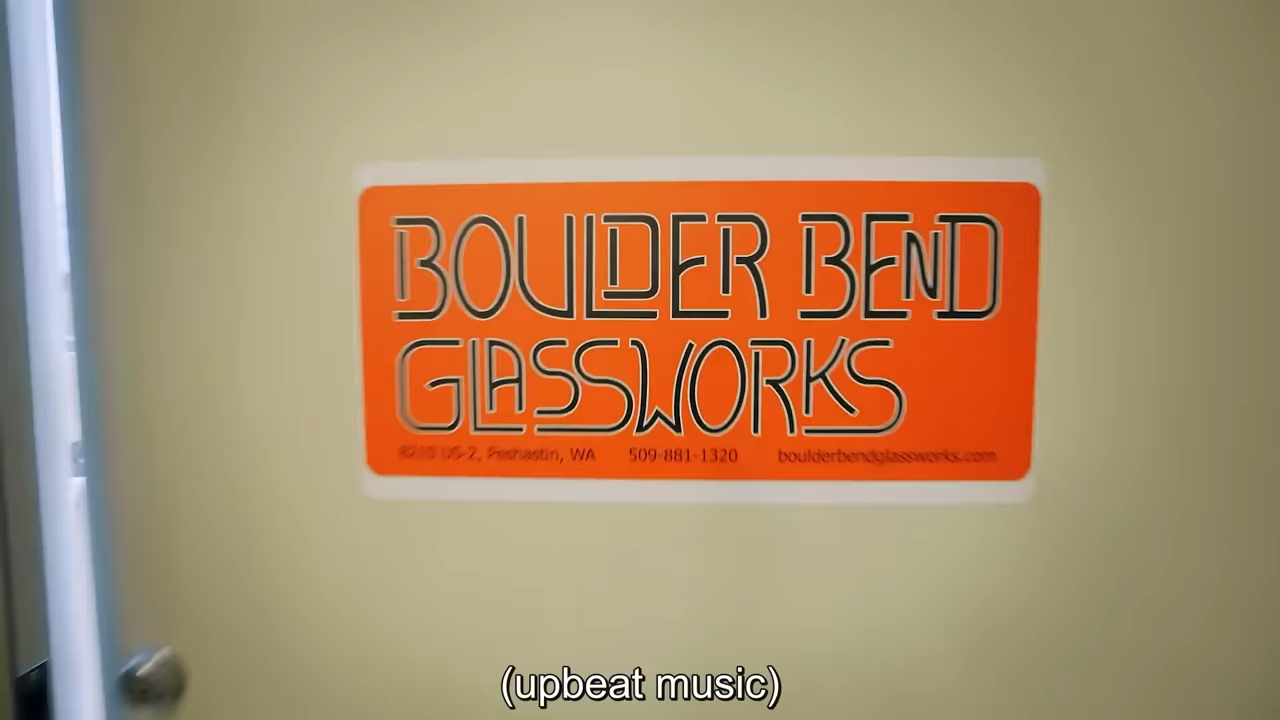 BOULDER BEND
GLASSWORKS
US-2, Peshastin, WA 509-881-1320 boulderbendglassworks.com
(upbeat music)